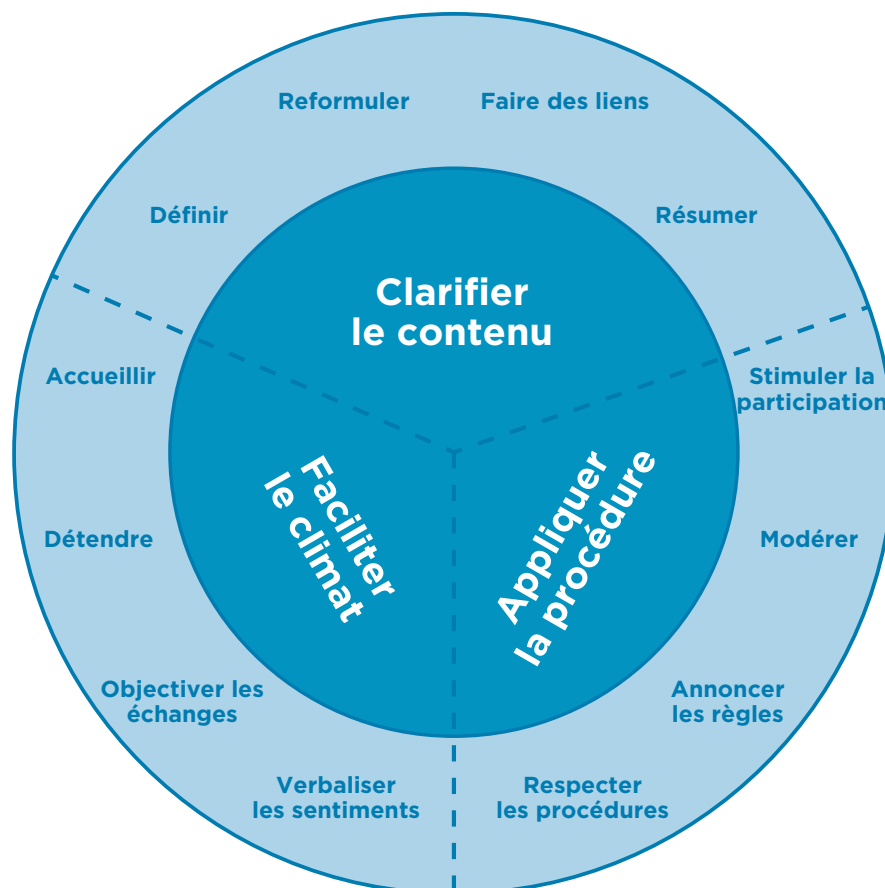 Reformuler
Faire des liens
Définir
Résumer
Clarifier
le contenu
Accueillir
Stimuler la
participation
Faciliter
le climat
Appliquer
la procédure
Détendre
Modérer
Objectiver les
échanges
Annoncer
les règles
Verbaliser
les sentiments
Respecter
les procédures